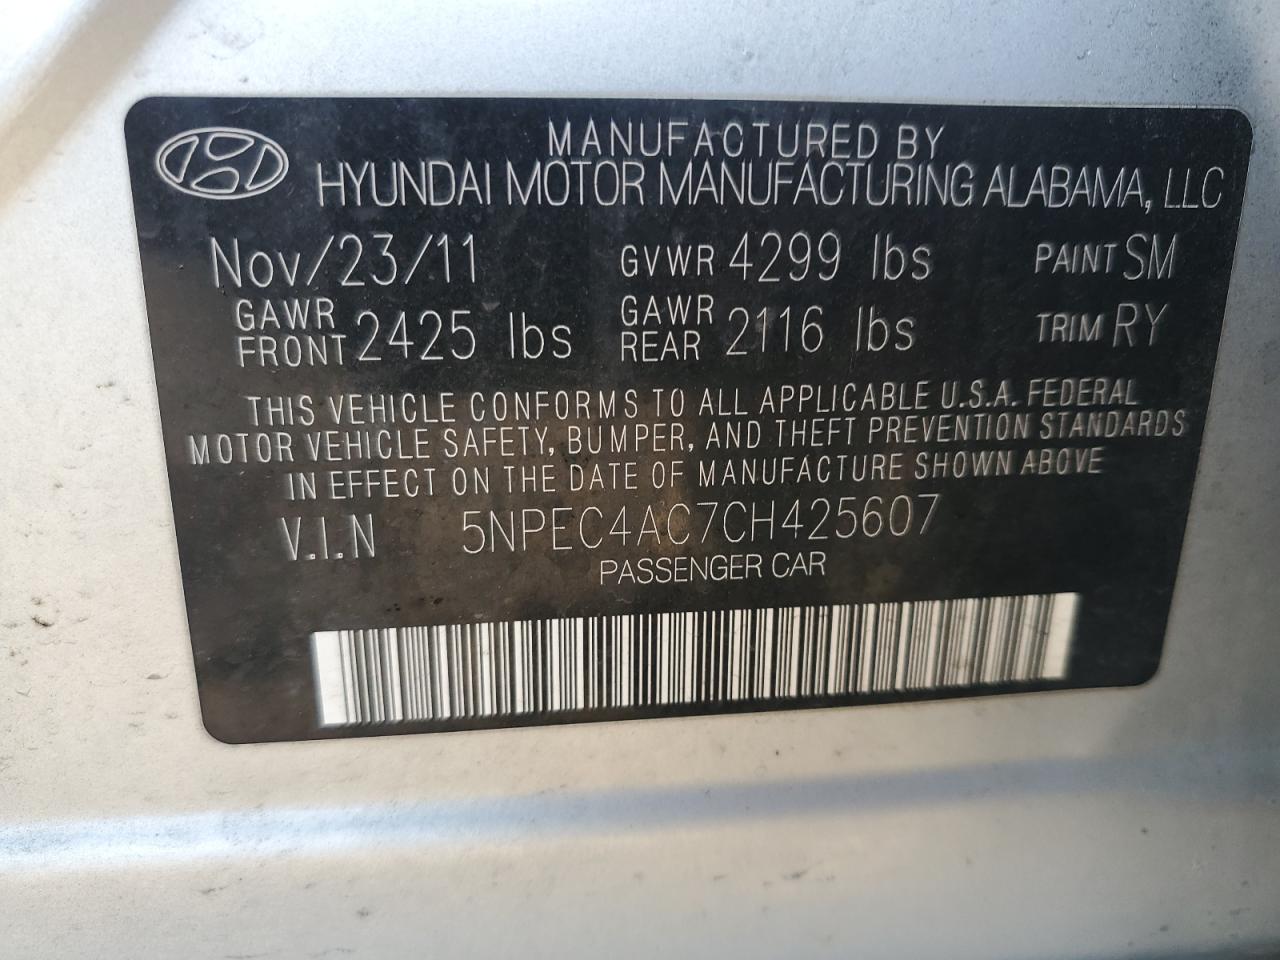 MANUFACTURED BY
HYUNDAI MOTOR MANUFACTURING ALABAMA, LLC
Nov/23/11 GVWR 4299 lbs PAINT SM
GAWR FRONT 2425 lbs GAWR REAR 2116 lbs TRIM RY
THIS VEHICLE CONFORMS TO ALL APPLICABLE U.S.A. FEDERAL
MOTOR VEHICLE SAFETY, BUMPER, AND THEFT PREVENTION STANDARDS
IN EFFECT ON THE DATE OF MANUFACTURE SHOWN ABOVE
V.I.N 5NPEC4AC7CH425607
PASSENGER CAR